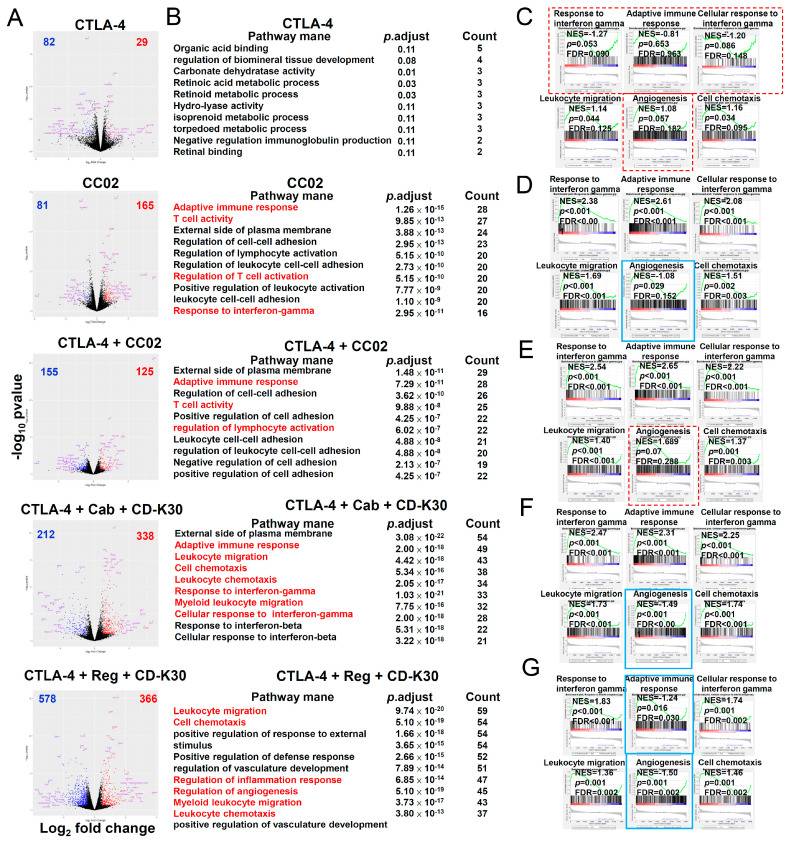 A
B
C
CTLA-4
82
29
CTLA-4
Pathway mane p.adjust Count
Organic acid binding 0.11 5
regulation of biomineral tissue development 0.08 4
Carbonate dehydratase activity 0.01 3
Retinoic acid metabolic process 0.03 3
Retinoid metabolic process 0.03 3
Hydro-lyase activity 0.11 3
isoprenoid metabolic process 0.11 3
torpedoed metabolic process 0.11 3
Negative regulation immunoglobulin production 0.11 2
Retinal binding 0.11 2
CC02
81
165
CC02
Pathway mane p.adjust Count
Adaptive immune response 1.26 × 10-15 28
T cell activity 9.85 × 10-13 27
External side of plasma membrane 3.88 × 10-13 24
Regulation of cell-cell adhesion 2.95 × 10-13 23
Regulation of lymphocyte activation 5.15 × 10-10 20
Regulation of leukocyte cell-cell adhesion 2.73 × 10-10 20
Regulation of T cell activation 5.15 × 10-10 20
Positive regulation of leukocyte activation 7.77 × 10-9 20
leukocyte cell-cell adhesion 1.10 × 10-9 20
Response to interferon-gamma 2.95 × 10-11 16
CTLA-4 + CC02
155
125
CTLA-4 + CC02
Pathway mane p.adjust Count
External side of plasma membrane 1.48 × 10-11 29
Adaptive immune response 7.29 × 10-11 28
Regulation of cell-cell adhesion 3.62 × 10-10 26
T cell activity 9.88 × 10-8 25
Positive regulation of cell adhesion 4.25 × 10-7 22
regulation of lymphocyte activation 6.02 × 10-7 22
Leukocyte cell-cell adhesion 4.88 × 10-8 21
regulation of leukocyte cell-cell adhesion 4.88 × 10-8 20
Negative regulation of cell adhesion 2.13 × 10-7 19
positive regulation of cell adhesion 4.25 × 10-7 22
-log10_pvalue
CTLA-4 + Cab + CD-K30
212
338
CTLA-4 + Cab + CD-K30
Pathway mane p.adjust Count
External side of plasma membrane 3.08 × 10-22 54
Adaptive immune response 2.00 × 10-18 49
Leukocyte migration 4.42 × 10-18 43
Cell chemotaxis 5.34 × 10-16 38
Leukocyte chemotaxis 2.05 × 10-17 34
Response to interferon-gamma 1.03 × 10-21 33
Myeloid leukocyte migration 7.75 × 10-16 32
Cellular response to interferon-gamma 2.00 × 10-18 28
Response to interferon-beta 5.31 × 10-18 22
Cellular response to interferon-beta 3.22 × 10-18 21
CTLA-4 + Reg + CD-K30
578
366
Log2 fold change
CTLA-4 + Reg + CD-K30
Pathway mane p.adjust Count
Leukocyte migration 9.74 × 10-20 59
Cell chemotaxis 5.10 × 10-19 54
positive regulation of response to external 1.66 × 10-18 54
stimulus 3.65 × 10-15 54
Positive regulation of defense response 2.66 × 10-15 52
regulation of vasculature development 7.89 × 10-14 51
Regulation of inflammation response 6.85 × 10-14 47
Regulation of angiogenesis 5.10 × 10-19 45
Myeloid leukocyte migration 3.73 × 10-17 43
Leukocyte chemotaxis 3.80 × 10-13 37
positive regulation of vasculature development
Response to interferon gamma
NES=-1.27
p=0.053
FDR=0.090
Adaptive immune response
NES=-0.81
p=0.653
FDR=0.963
Cellular response to interferon gamma
NES=-1.20
p=0.086
FDR=0.148
Leukocyte migration
NES=1.14
p=0.044
FDR=0.125
Angiogenesis
NES=1.08
p=0.057
FDR=0.182
Cell chemotaxis
NES=1.16
p=0.034
FDR=0.095
D
Response to interferon gamma
NES=2.38
p<0.001
FDR<0.00
Adaptive immune response
NES=2.61
p<0.001
FDR<0.001
Cellular response to interferon gamma
NES=2.08
p<0.001
FDR<0.001
Leukocyte migration
NES=1.69
p<0.001
FDR<0.001
Angiogenesis
NES=-1.08
p=0.029
FDR=0.152
Cell chemotaxis
NES=1.51
p=0.002
FDR=0.003
E
Response to interferon gamma
NES=2.54
p<0.001
FDR<0.001
Adaptive immune response
NES=2.65
p<0.001
FDR<0.001
Cellular response to interferon gamma
NES=2.22
p<0.001
FDR<0.001
Leukocyte migration
NES=1.40
p<0.001
FDR<0.001
Angiogenesis
NES=1.689
p=0.07
FDR=0.288
Cell chemotaxis
NES=1.37
p<0.001
FDR=0.003
F
Response to interferon gamma
NES=2.47
p<0.001
FDR<0.001
Adaptive immune response
NES=2.31
p<0.001
FDR<0.001
Cellular response to interferon gamma
NES=2.25
p<0.001
FDR<0.001
Leukocyte migration
NES=1.73
p<0.001
FDR<0.001
Angiogenesis
NES=-1.49
p<0.001
FDR<0.00
Cell chemotaxis
NES=1.74
p<0.001
FDR<0.001
G
Response to interferon gamma
NES=1.83
p<0.001
FDR<0.001
Adaptive immune response
NES=-1.24
p=0.016
FDR=0.030
Cellular response to interferon gamma
NES=1.74
p=0.001
FDR=0.002
Leukocyte migration
NES=1.36
p=0.001
FDR=0.002
Angiogenesis
NES=-1.50
p=0.001
FDR=0.002
Cell chemotaxis
NES=1.46
p=0.001
FDR=0.002